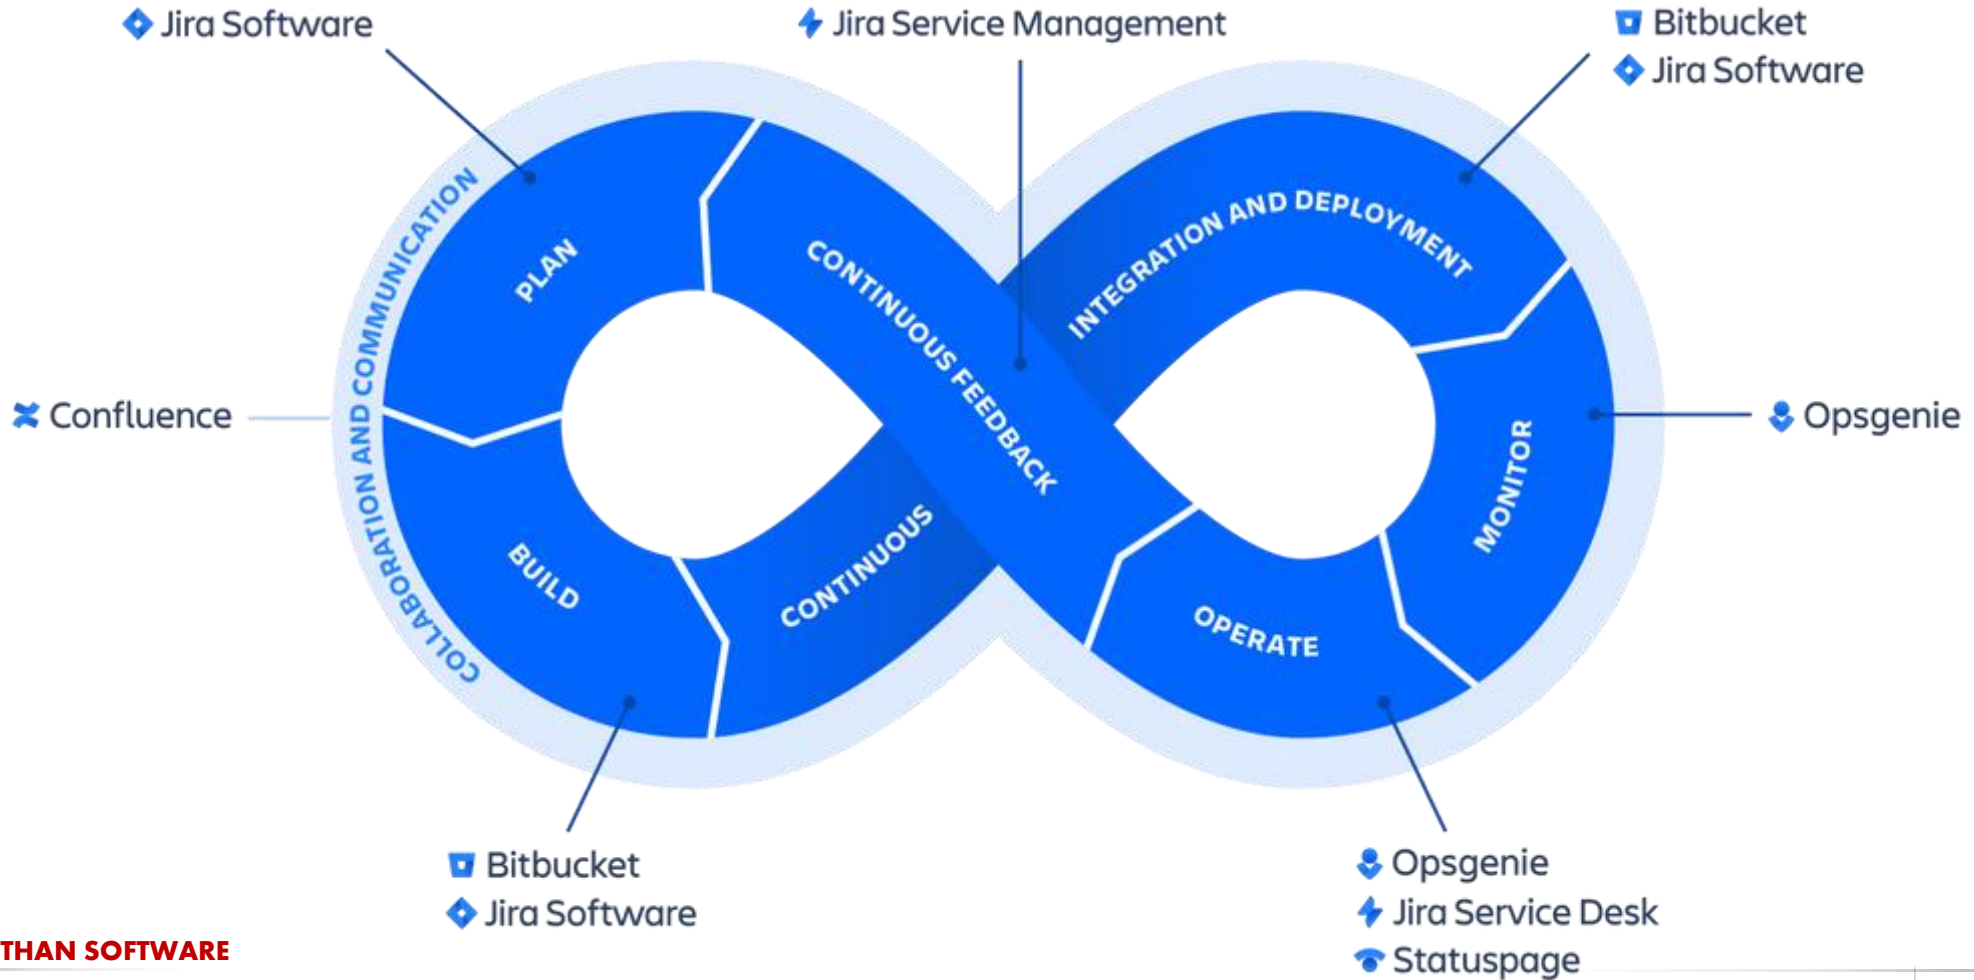 Jira Software
Jira Service Management
Bitbucket
Jira Software
COLLABORATION AND COMMUNICATION
PLAN
CONTINUOUS FEEDBACK
INTEGRATION AND DEPLOYMENT
Confluence
Opsgenie
MONITOR
BUILD
CONTINUOUS
OPERATE
Bitbucket
Jira Software
Opsgenie
Jira Service Desk
Statuspage
THAN SOFTWARE